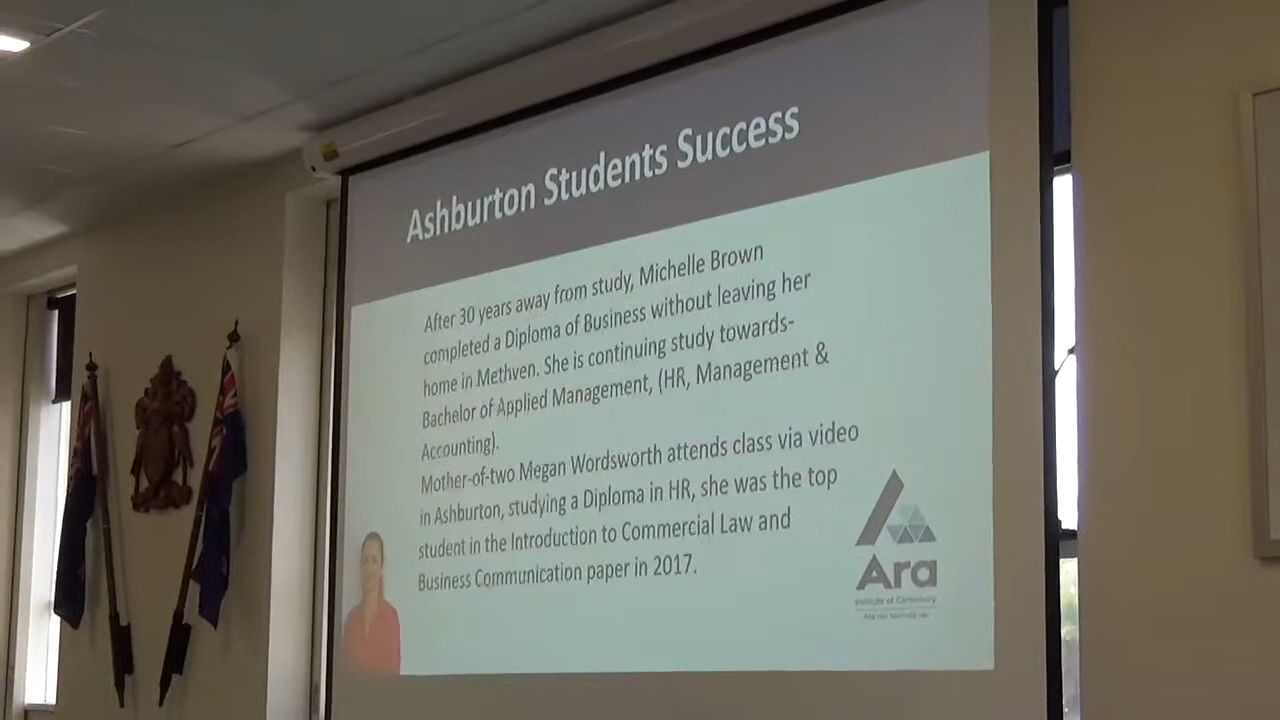 Ashburton Students Success
After 30 years away from study, Michelle Brown
completed a Diploma of Business without leaving her
home in Methven. She is continuing study towards-
Bachelor of Applied Management, (HR, Management &
Accounting).
Mother-of-two Megan Wordsworth attends class via video
in Ashburton, studying a Diploma in HR, she was the top
student in the Introduction to Commercial Law and
Business Communication paper in 2017.
Ara
Institute of Canterbury